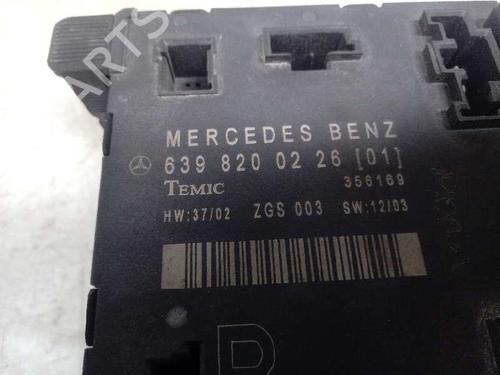 MERCEDES BENZ
639 820 02 26 [01]
TEMIC 356169
HW:37/02 ZGS 003 SW:12/03